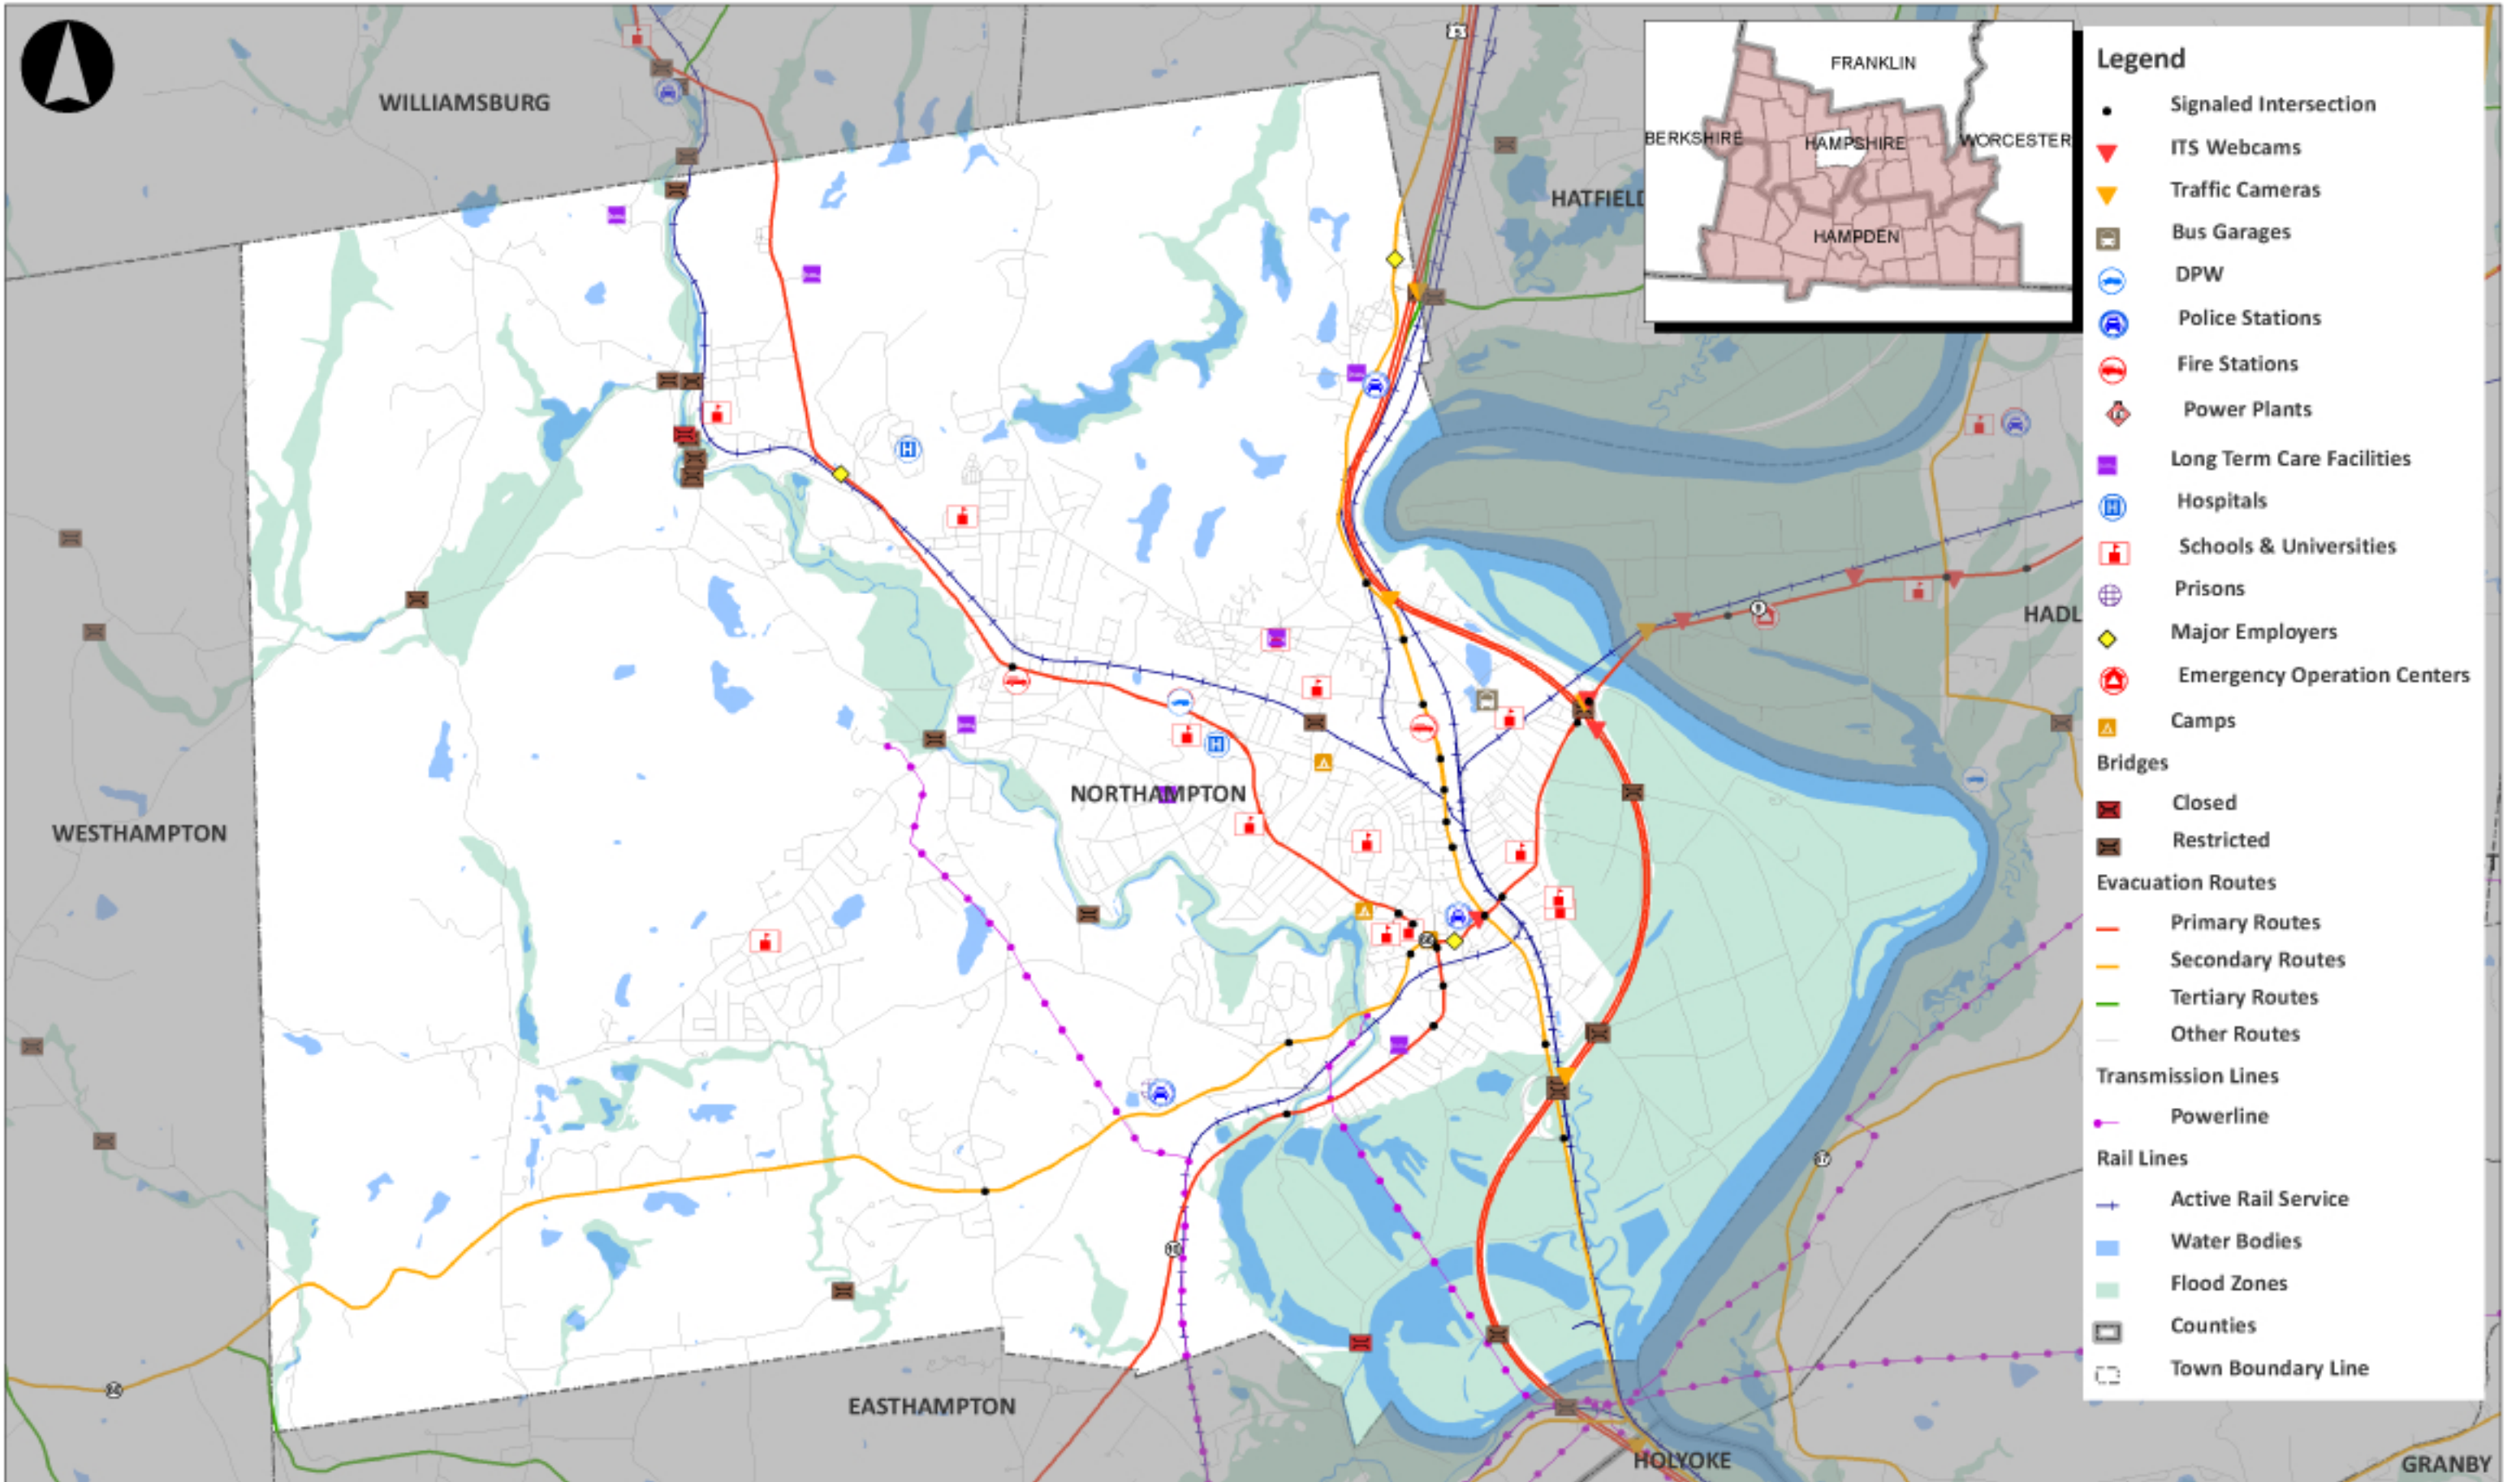 WILLIAMSBURG
HATFIELD
WESTHAMPTON
NORTHAMPTON
HADL
EASTHAMPTON
HOLYOKE
GRANBY
FRANKLIN
BERKSHIRE
HAMPSHIRE
WORCESTER
HAMPDEN
Legend
Signaled Intersection
ITS Webcams
Traffic Cameras
Bus Garages
DPW
Police Stations
Fire Stations
Power Plants
Long Term Care Facilities
Hospitals
Schools & Universities
Prisons
Major Employers
Emergency Operation Centers
Camps
Bridges
Closed
Restricted
Evacuation Routes
Primary Routes
Secondary Routes
Tertiary Routes
Other Routes
Transmission Lines
Powerline
Rail Lines
Active Rail Service
Water Bodies
Flood Zones
Counties
Town Boundary Line